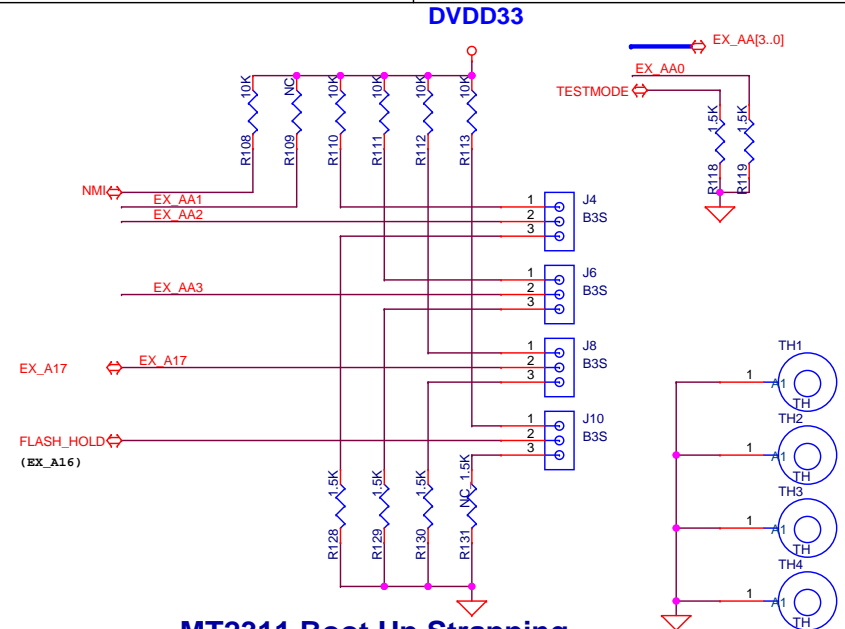 DVDD33
EX_AA[3..0]
EX_AA0
TESTMODE
10K
NC
10K
10K
10K
10K
1.5K
1.5K
R108
R109
R110
R111
R112
R113
R118
R119
NMI
EX_AA1
EX_AA2
1
2
3
J4
B3S
EX_AA3
1
2
3
J6
B3S
EX_A17
EX_A17
1
2
3
J8
B3S
FLASH_HOLD
(EX_A16)
1
2
3
J10
B3S
1.5K
1.5K
1.5K
NC_1.5K
R128
R129
R130
R131
TH1
1
A1
TH
TH2
1
A1
TH
TH3
1
A1
TH
TH4
1
A1
TH